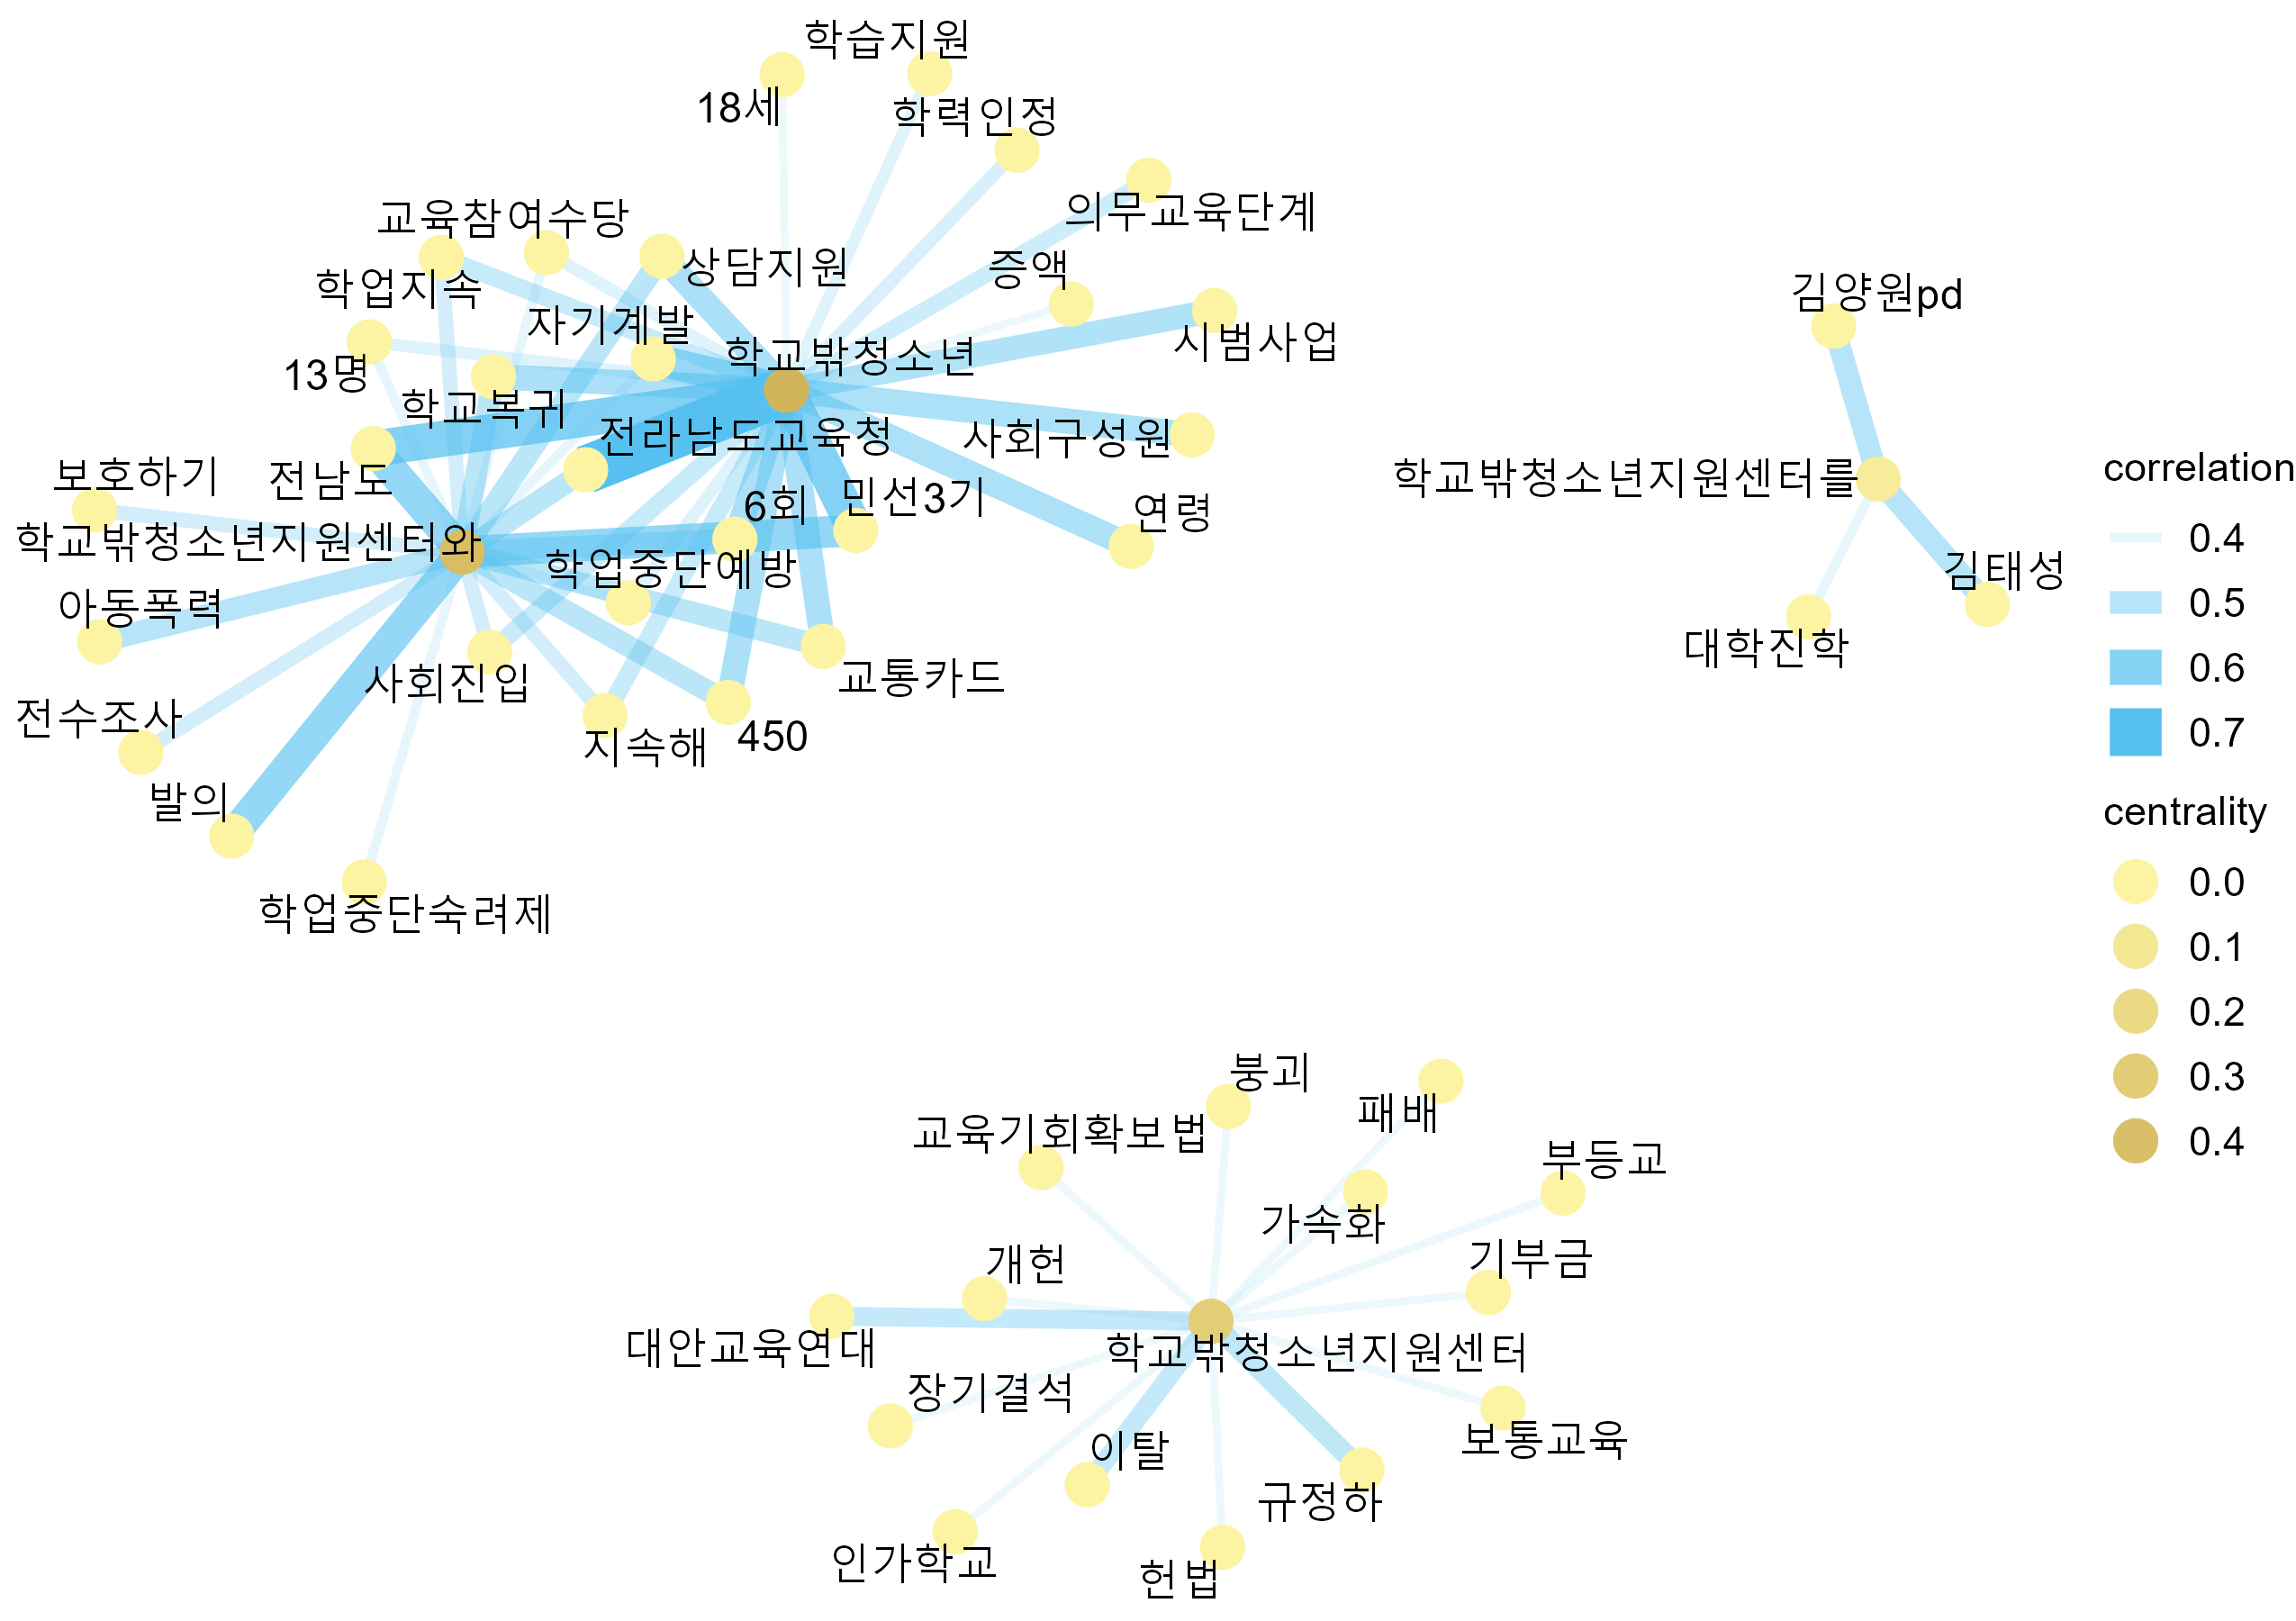 학습지원
18세
학력인정
의무교육단계
교육참여수당
상담지원
증액
학업지속
자기계발
시범사업
학교밖청소년
13명
학교복귀
전라남도교육청
사회구성원
보호하기
전남도
6회
민선3기
연령
학교밖청소년지원센터와
학업중단예방
아동폭력
사회진입
교통카드
전수조사
지속해
450
발의
학업중단숙려제
김양원pd
학교밖청소년지원센터를
김태성
대학진학
붕괴
패배
교육기회확보법
부등교
가속화
기부금
개헌
대안교육연대
학교밖청소년지원센터
장기결석
이탈
보통교육
규정하
인가학교
헌법
correlation
0.4
0.5
0.6
0.7
centrality
0.0
0.1
0.2
0.3
0.4